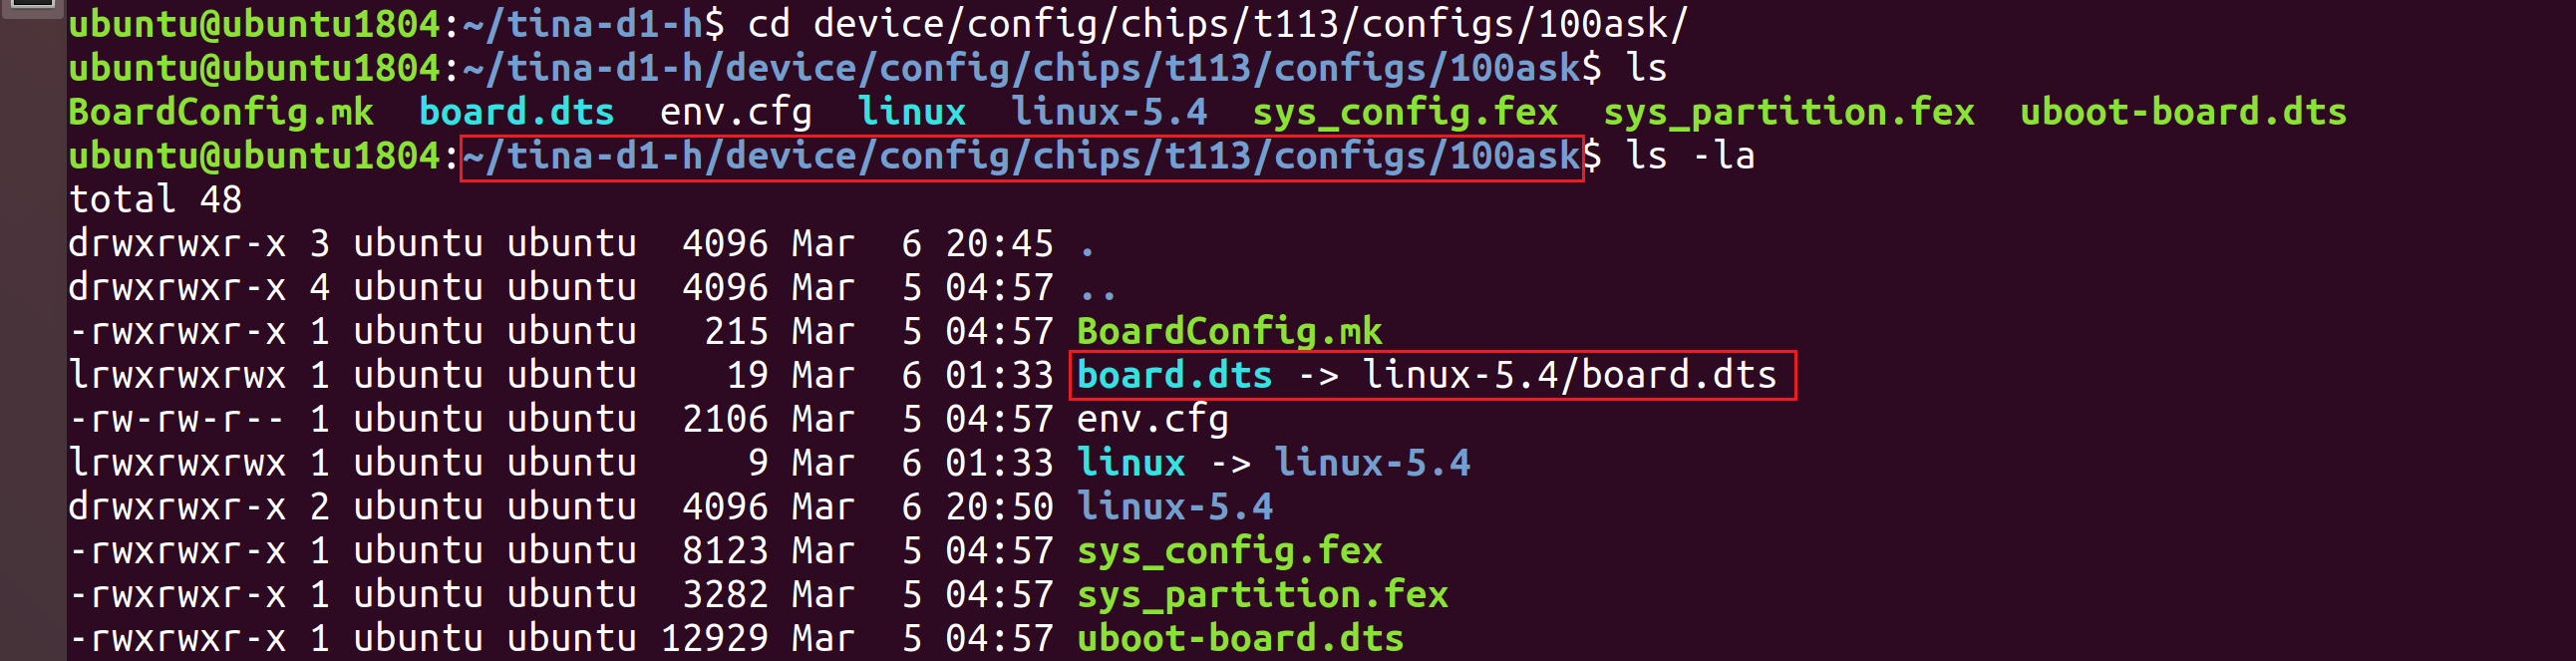 ubuntu@ubuntu1804:~/tina-d1-h$ cd device/config/chips/t113/configs/100ask/
ubuntu@ubuntu1804:~/tina-d1-h/device/config/chips/t113/configs/100ask$ ls
BoardConfig.mk  board.dts  env.cfg  linux  linux-5.4  sys_config.fex  sys_partition.fex  uboot-board.dts
ubuntu@ubuntu1804:~/tina-d1-h/device/config/chips/t113/configs/100ask$ ls -la
total 48
drwxrwxr-x 3 ubuntu ubuntu  4096 Mar  6 20:45 .
drwxrwxr-x 4 ubuntu ubuntu  4096 Mar  5 04:57 ..
-rwxrwxr-x 1 ubuntu ubuntu   215 Mar  5 04:57 BoardConfig.mk
lrwxrwxrwx 1 ubuntu ubuntu    19 Mar  6 01:33 board.dts -> linux-5.4/board.dts
-rw-rw-r-- 1 ubuntu ubuntu  2106 Mar  5 04:57 env.cfg
lrwxrwxrwx 1 ubuntu ubuntu     9 Mar  6 01:33 linux -> linux-5.4
drwxrwxr-x 2 ubuntu ubuntu  4096 Mar  6 20:50 linux-5.4
-rwxrwxr-x 1 ubuntu ubuntu  8123 Mar  5 04:57 sys_config.fex
-rwxrwxr-x 1 ubuntu ubuntu  3282 Mar  5 04:57 sys_partition.fex
-rwxrwxr-x 1 ubuntu ubuntu 12929 Mar  5 04:57 uboot-board.dts